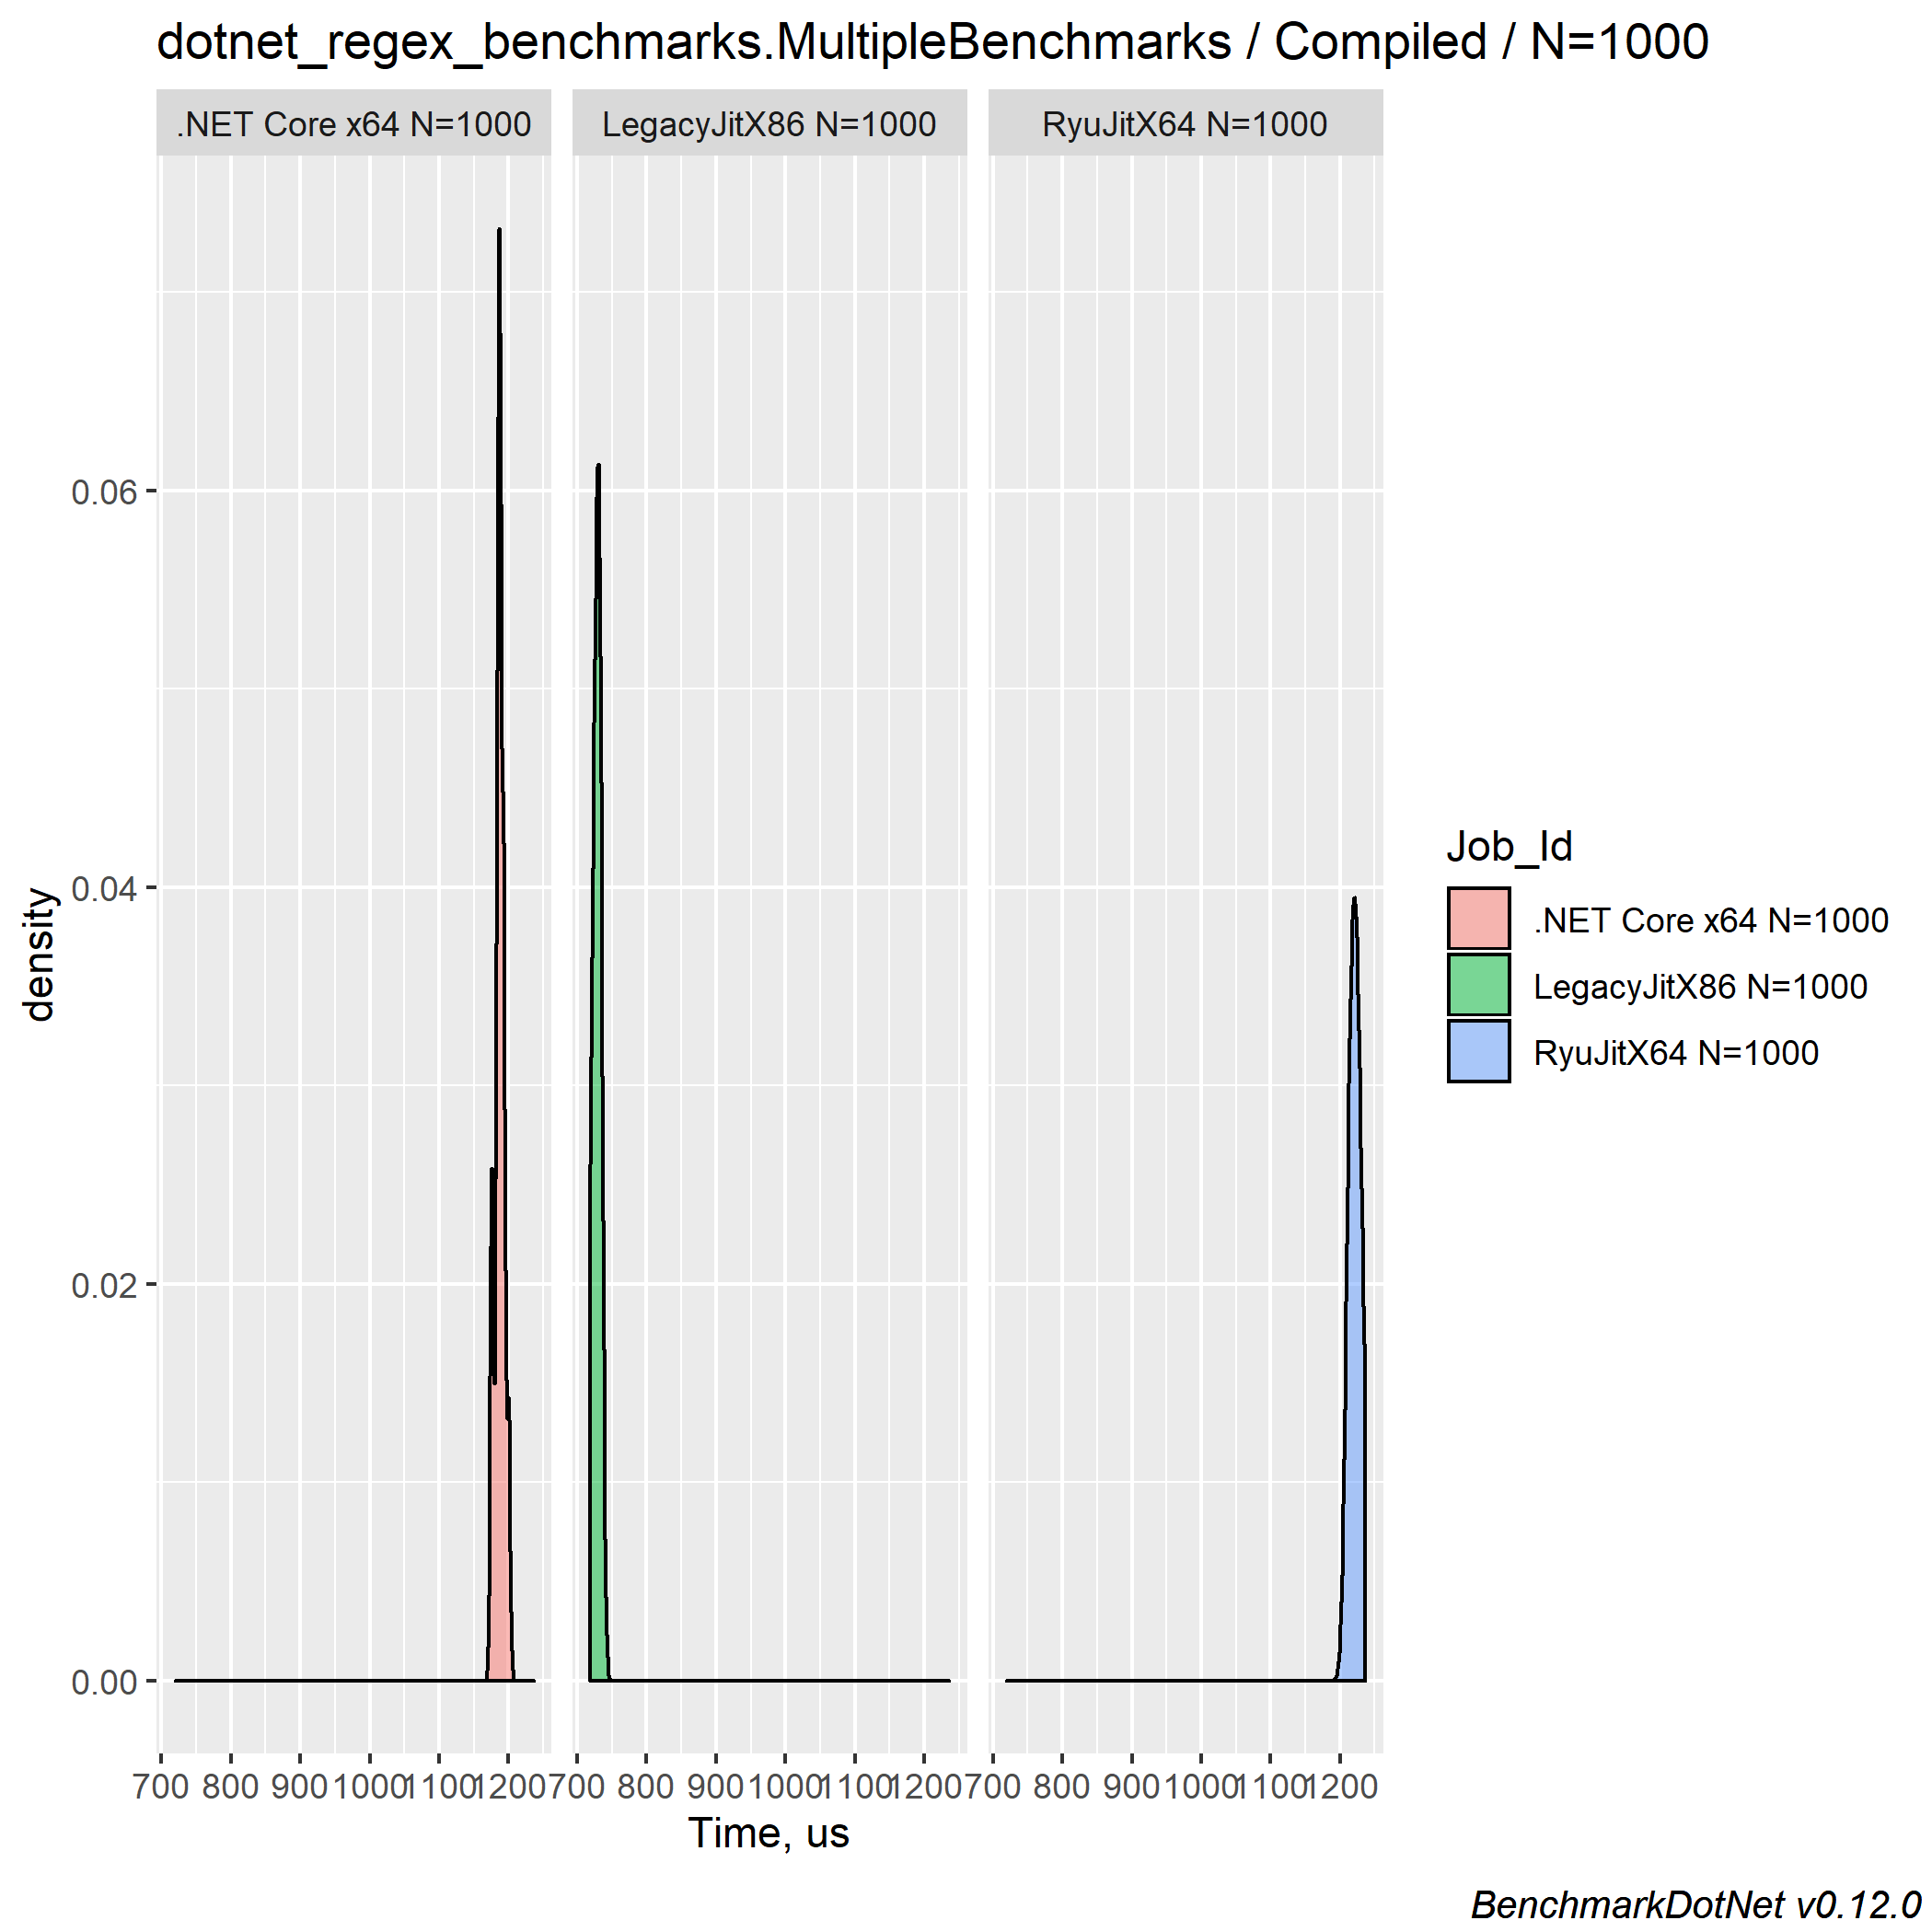 dotnet_regex_benchmarks.MultipleBenchmarks / Compiled / N=1000
.NET Core x64 N=1000
LegacyJitX86 N=1000
RyuJitX64 N=1000
0.06
0.04
0.02
0.00
density
700 800 900 1000 1100 1200 700 800 900 1000 1100 1200 700 800 900 1000 1100 1200
Time, us
Job_Id
.NET Core x64 N=1000
LegacyJitX86 N=1000
RyuJitX64 N=1000
BenchmarkDotNet v0.12.0